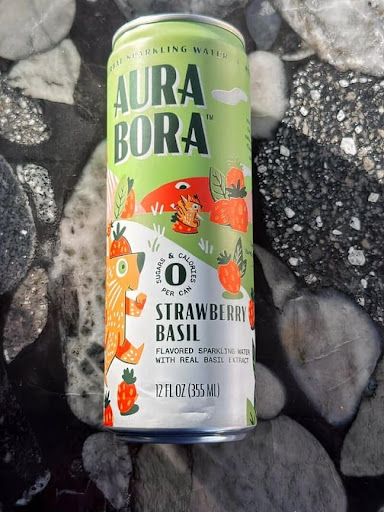 REAL SPARKLING WATER
AURA
BORA™
SUGARS & CALORIES
0
PER CAN
STRAWBERRY
BASIL
FLAVORED SPARKLING WATER
WITH REAL BASIL EXTRACT
12 FL OZ (355 ML)